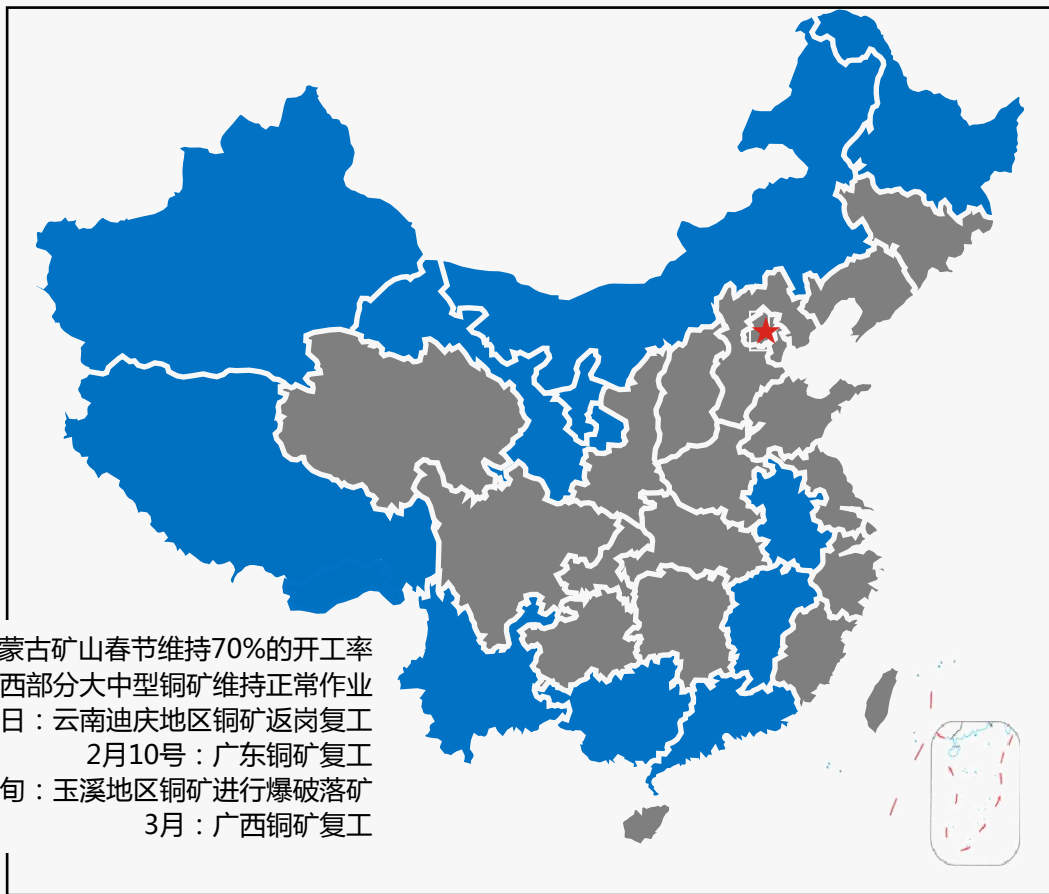 蒙古矿山春节维持70%的开工率
西部分大中型铜矿维持正常作业
日：云南迪庆地区铜矿返岗复工
2月10号：广东铜矿复工
旬：玉溪地区铜矿进行爆破落矿
3月：广西铜矿复工